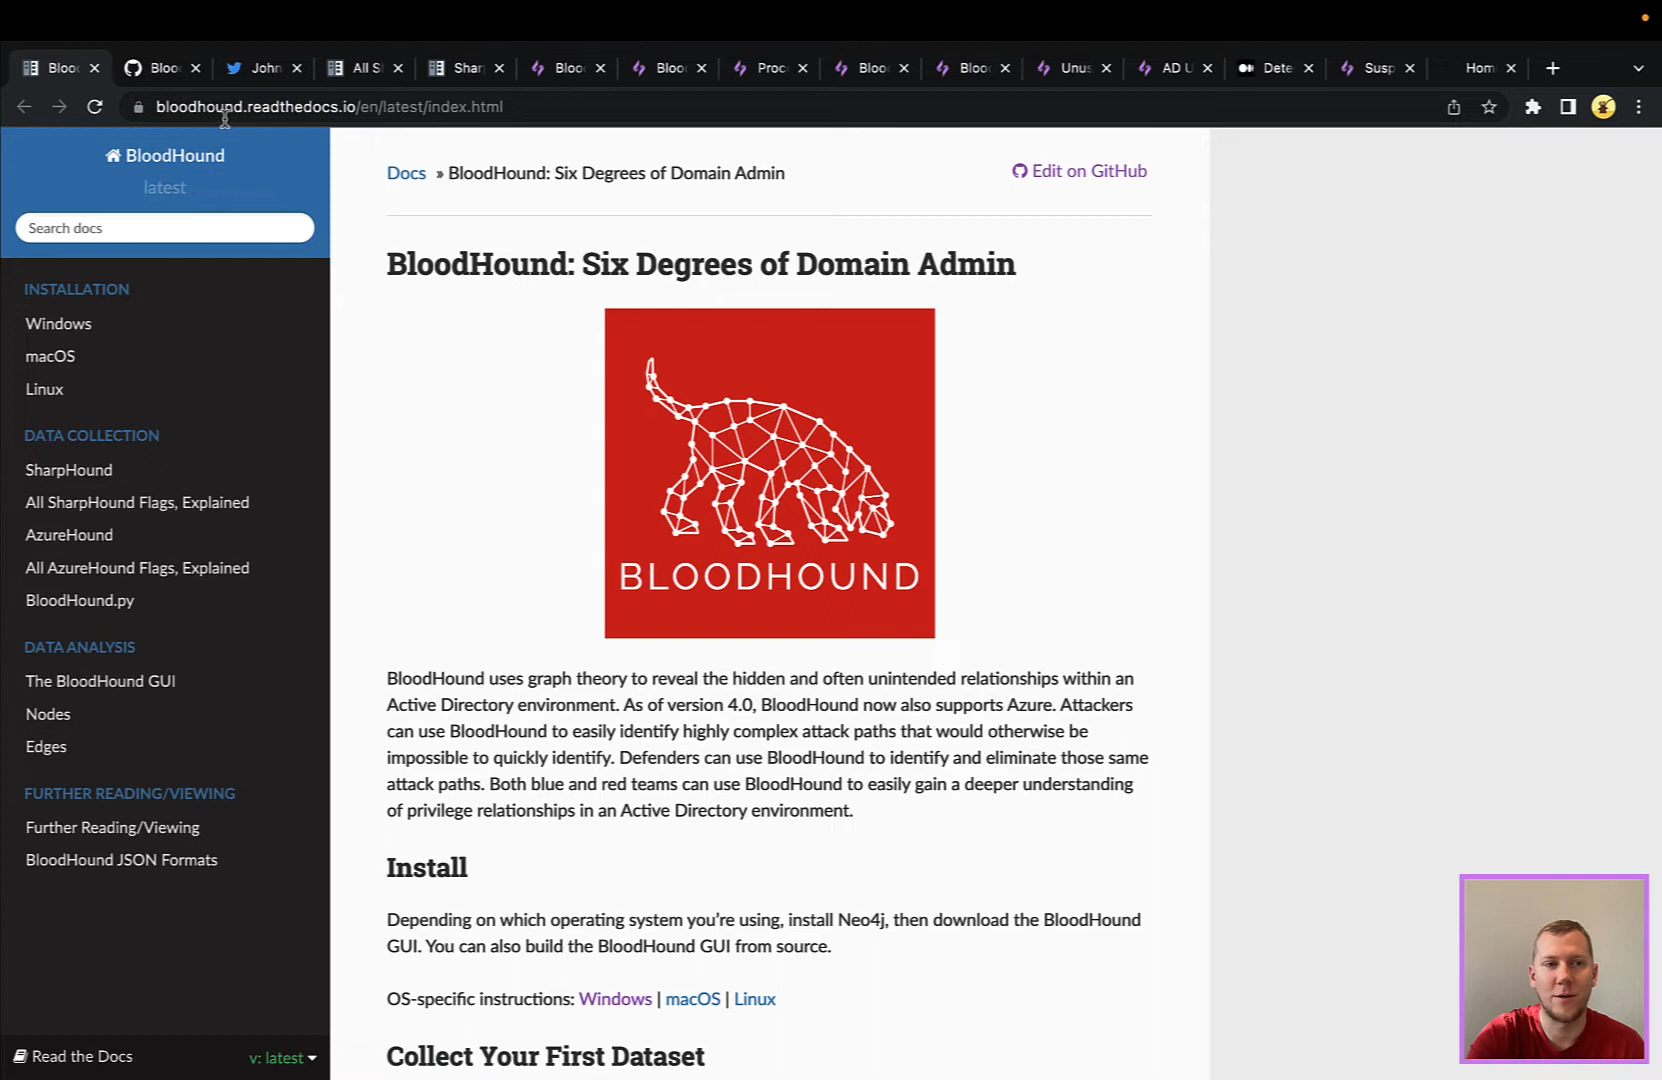 Bloo
Bloo
John
All S
Shar
Bloo
Bloo
Proc
Bloo
Bloo
Unus
AD U
Dete
Susp
Hom
bloodhound.readthedocs.io/en/latest/index.html
BloodHound
latest
Search docs
INSTALLATION
Windows
macOS
Linux
DATA COLLECTION
SharpHound
All SharpHound Flags, Explained
AzureHound
All AzureHound Flags, Explained
BloodHound.py
DATA ANALYSIS
The BloodHound GUI
Nodes
Edges
FURTHER READING/VIEWING
Further Reading/Viewing
BloodHound JSON Formats
Read the Docs
v: latest
Docs » BloodHound: Six Degrees of Domain Admin
Edit on GitHub
BloodHound: Six Degrees of Domain Admin
BLOODHOUND
BloodHound uses graph theory to reveal the hidden and often unintended relationships within an
Active Directory environment. As of version 4.0, BloodHound now also supports Azure. Attackers
can use BloodHound to easily identify highly complex attack paths that would otherwise be
impossible to quickly identify. Defenders can use BloodHound to identify and eliminate those same
attack paths. Both blue and red teams can use BloodHound to easily gain a deeper understanding
of privilege relationships in an Active Directory environment.
Install
Depending on which operating system you're using, install Neo4j, then download the BloodHound
GUI. You can also build the BloodHound GUI from source.
OS-specific instructions: Windows | macOS | Linux
Collect Your First Dataset